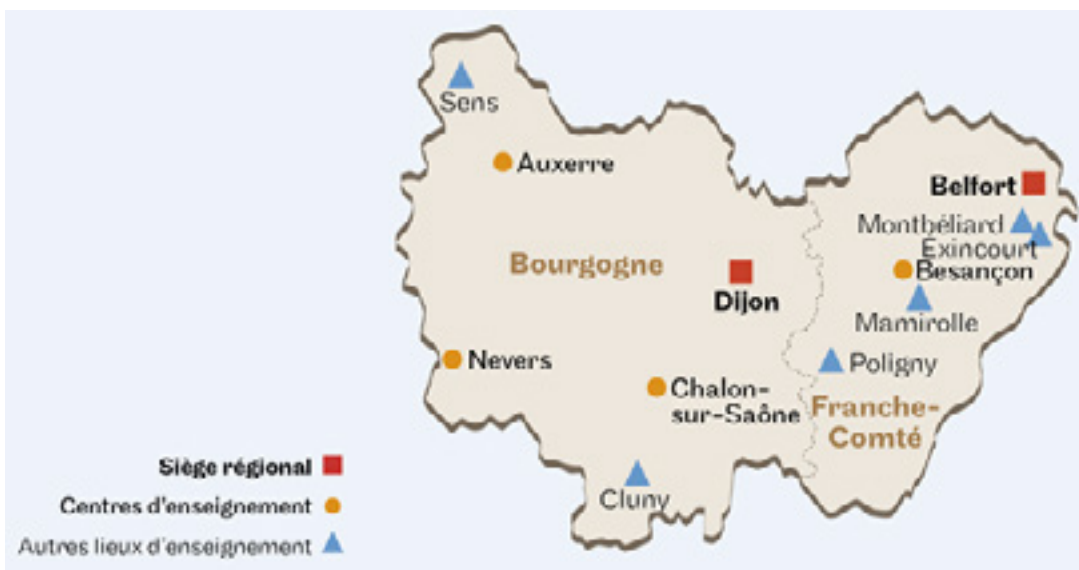 Sens
Auxerre
Belfort
Montbéliard
Exincourt
Bourgogne
Besançon
Dijon
Mamirolle
Nevers
Poligny
Chalon-
sur-Saône
Franche-
Comté
Siège régional
Cluny
Centres d'enseignement
Autres lieux d'enseignement